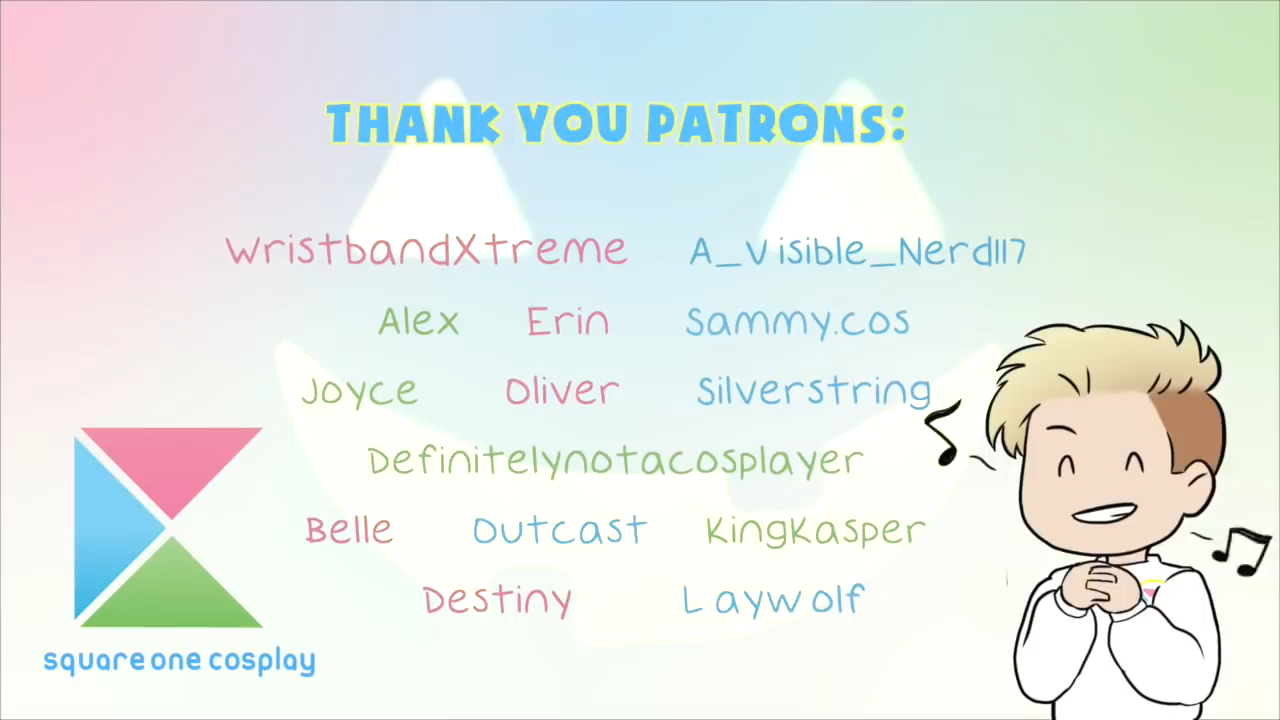 THANK YOU PATRONS:
WristbandXtreme A_Visible_Nerd117
Alex Erin Sammy.cos
Joyce Oliver Silverstring
Definitelynotacosplayer
Belle Outcast KingKasper
Destiny Laywolf
square one cosplay